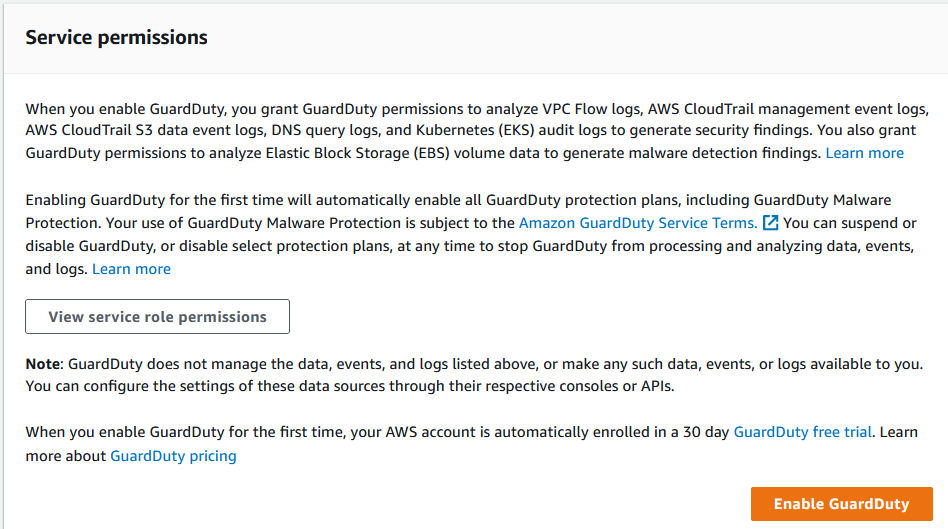 Service permissions
When you enable GuardDuty, you grant GuardDuty permissions to analyze VPC Flow logs, AWS CloudTrail management event logs,
AWS CloudTrail S3 data event logs, DNS query logs, and Kubernetes (EKS) audit logs to generate security findings. You also grant
GuardDuty permissions to analyze Elastic Block Storage (EBS) volume data to generate malware detection findings. Learn more
Enabling GuardDuty for the first time will automatically enable all GuardDuty protection plans, including GuardDuty Malware
Protection. Your use of GuardDuty Malware Protection is subject to the Amazon GuardDuty Service Terms. You can suspend or
disable GuardDuty, or disable select protection plans, at any time to stop GuardDuty from processing and analyzing data, events,
and logs. Learn more
View service role permissions
Note: GuardDuty does not manage the data, events, and logs listed above, or make any such data, events, or logs available to you.
You can configure the settings of these data sources through their respective consoles or APIs.
When you enable GuardDuty for the first time, your AWS account is automatically enrolled in a 30 day GuardDuty free trial. Learn
more about GuardDuty pricing
Enable GuardDuty